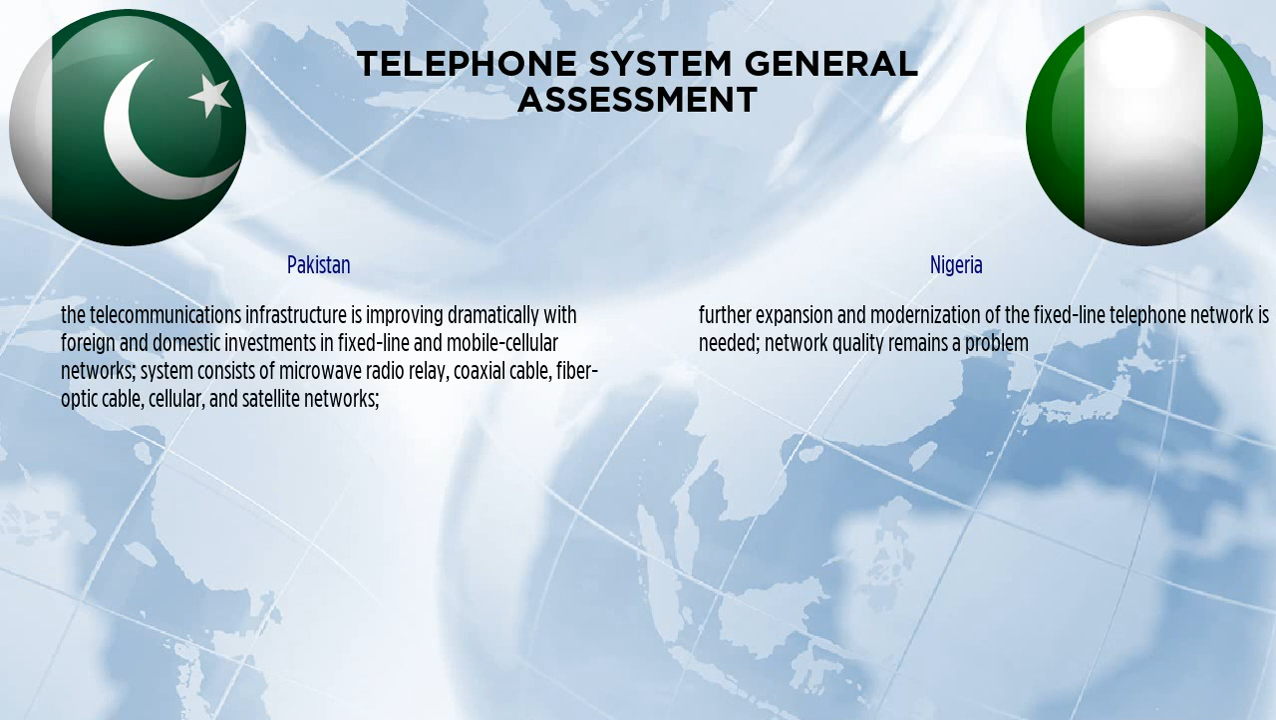 TELEPHONE SYSTEM GENERAL
ASSESSMENT
Pakistan
the telecommunications infrastructure is improving dramatically with
foreign and domestic investments in fixed-line and mobile-cellular
networks; system consists of microwave radio relay, coaxial cable, fiber-
optic cable, cellular, and satellite networks;
Nigeria
further expansion and modernization of the fixed-line telephone network is
needed; network quality remains a problem